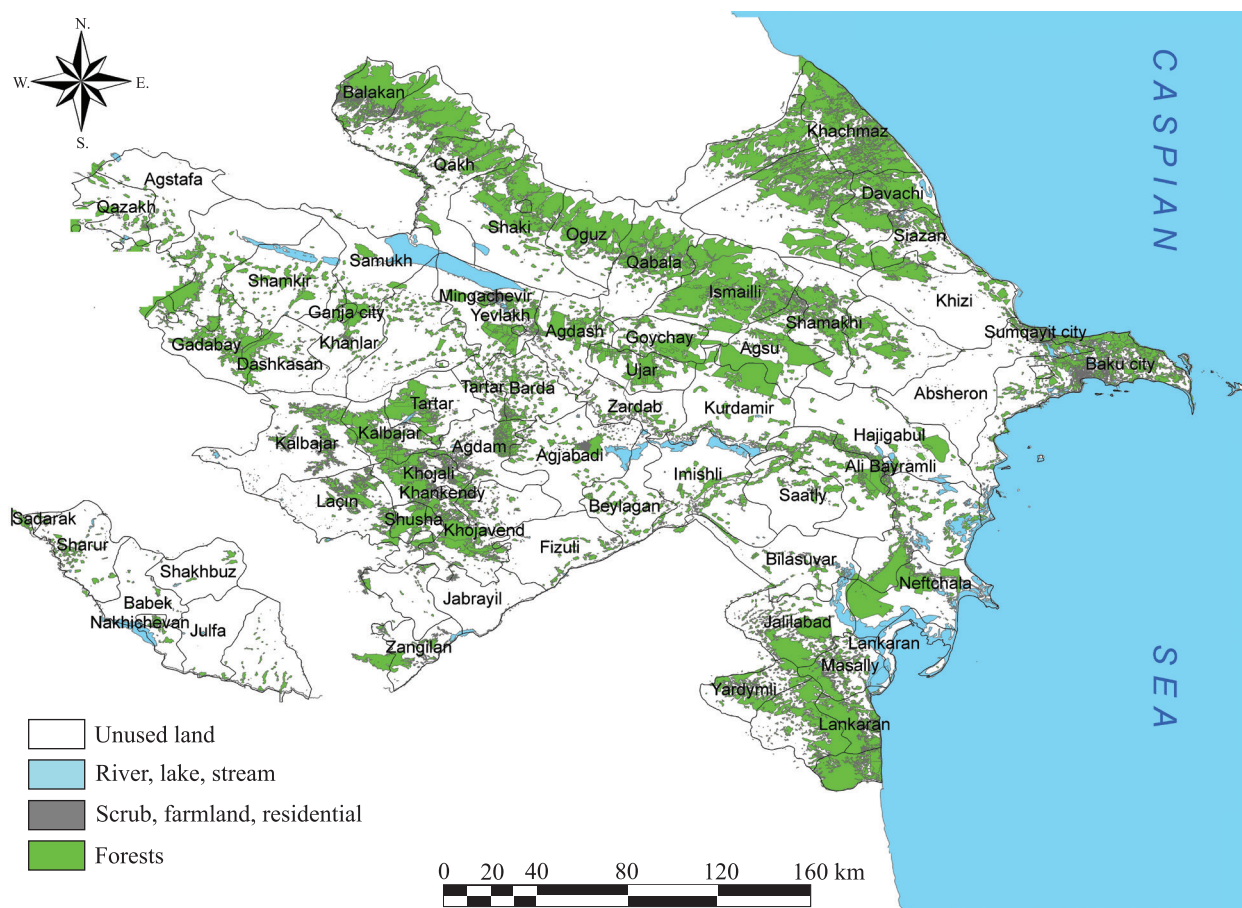 N.
W.
E.
S.
CASPIAN
SEA
Balakan
Khachmaz
Qakh
Agstafa
Davachi
Qazakh
Shaki
Oguz
Siazan
Samukh
Qabala
Shamkir
Ismailli
Mingachevir
Khizi
Yevlakh
Ganja city
Shamakhi
Agdash
Sumgayit city
Goychay
Khanlar
Gadabay
Agsu
Dashkasan
Baku city
Ujar
Tartar
Barda
Absheron
Tartar
Zardab
Kurdamir
Kalbajar
Kalbajar
Hajigabul
Agdam
Agjabadi
Ali Bayramli
Khojali
Imishli
Khankendy
Saatly
Laçin
Beylagan
Shusha
Sadarak
Khojavend
Sharur
Fizuli
Bilasuvar
Shakhbuz
Neftchala
Babek
Jabrayil
Nakhichevan
Julfa
Jalilabad
Lankaran
Zangilan
Masally
Yardymli
Lankaran
Unused land
River, lake, stream
Scrub, farmland, residential
Forests
0 20 40 80 120 160 km